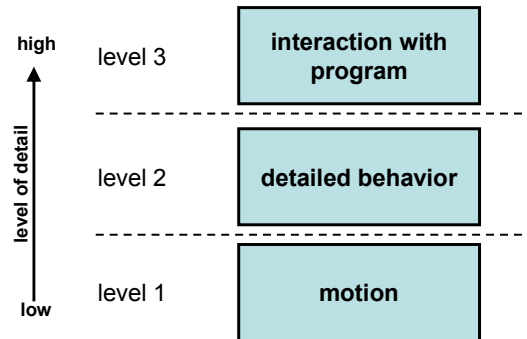 high
level 3
interaction with
program
level of detail
level 2
detailed behavior
level 1
motion
low